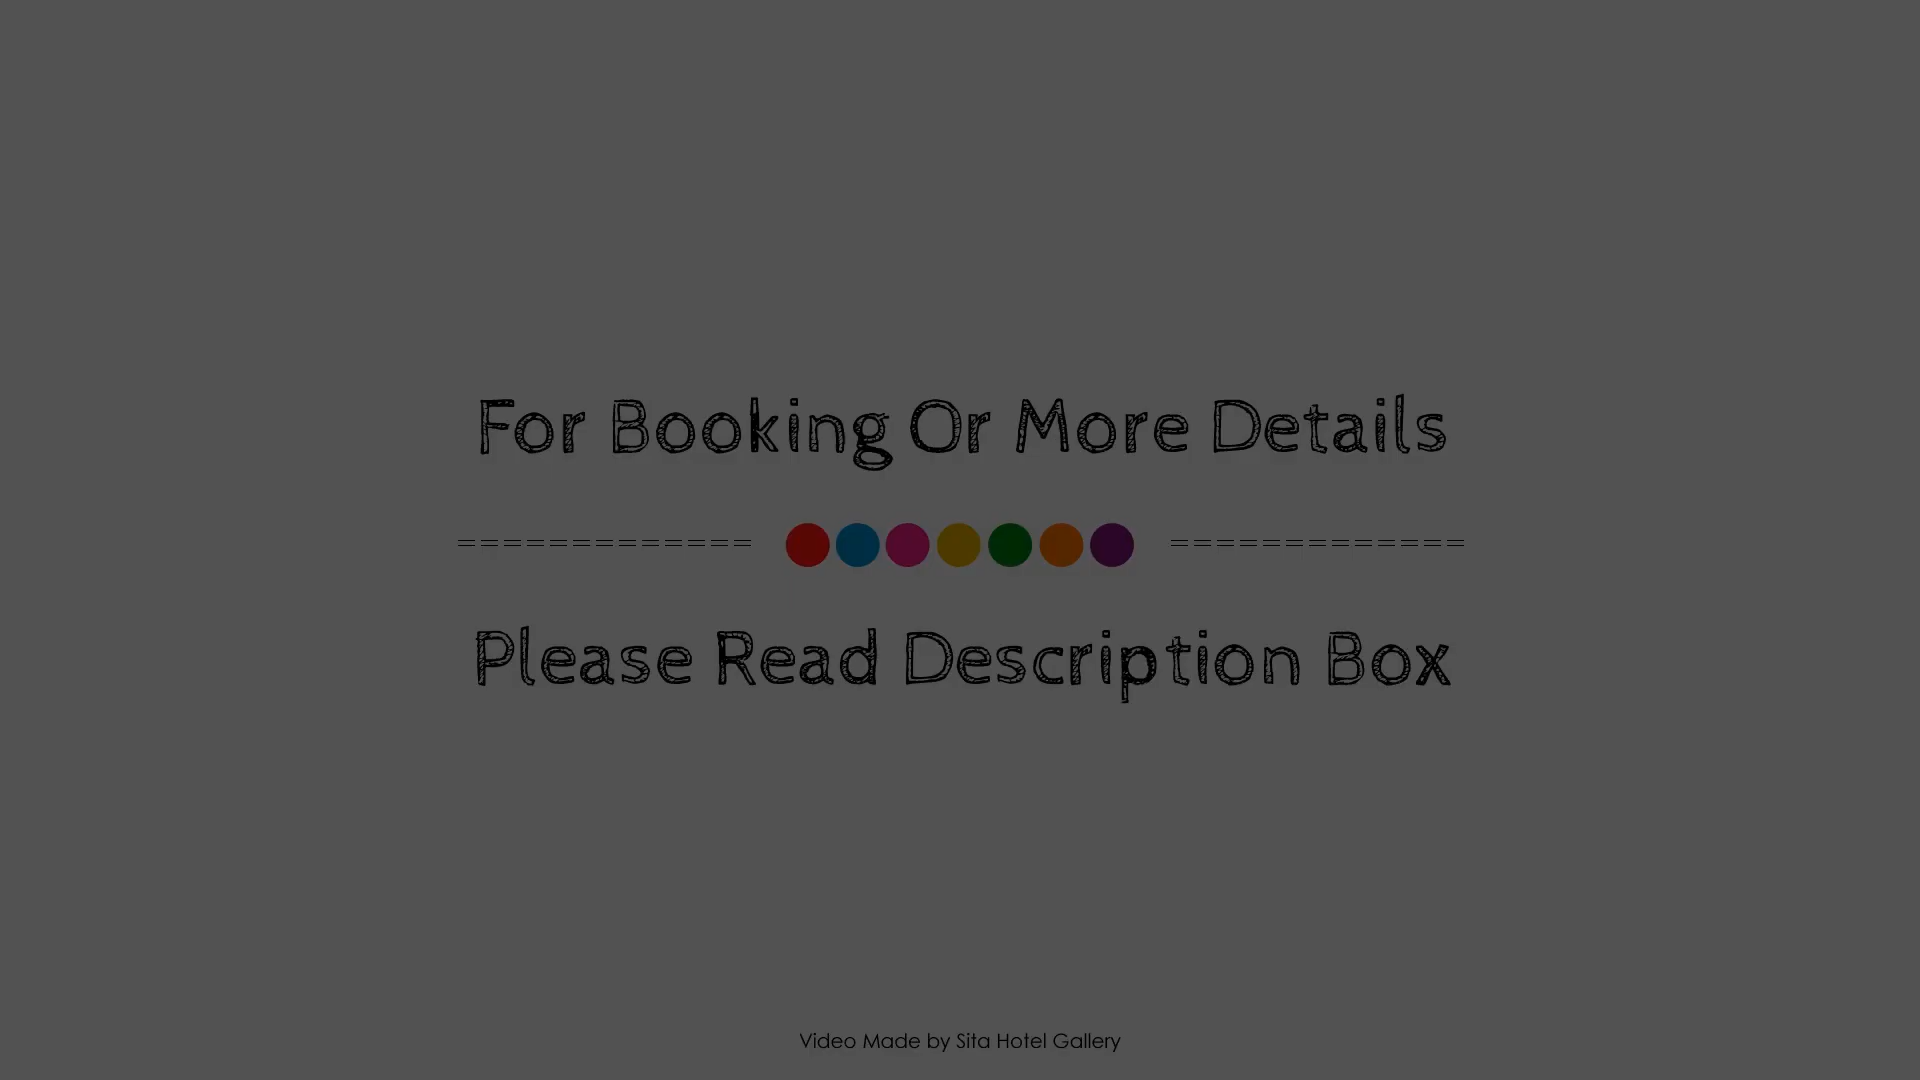 For Booking Or More Details
============= =============
Please Read Description Box
Video Made by Sita Hotel Gallery